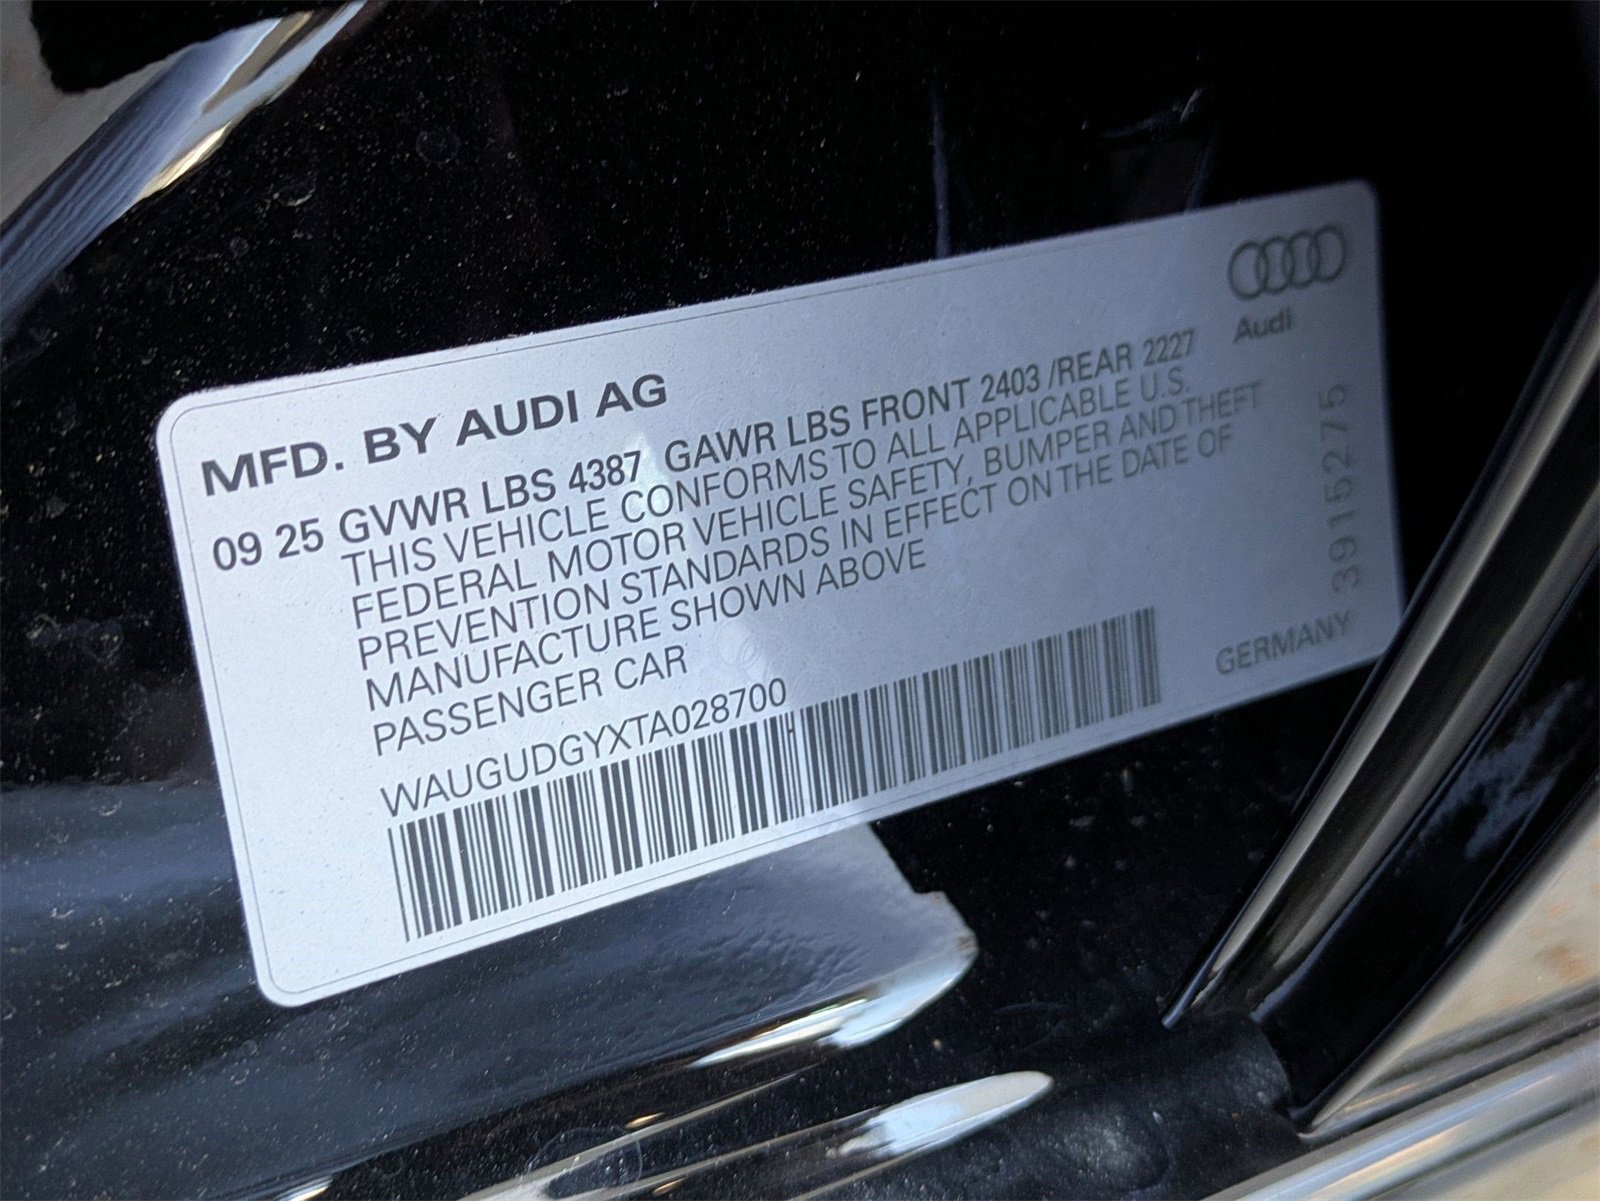 Audi
MFD. BY AUDI AG
09 25 GVWR LBS 4387 GAWR LBS FRONT 2403 /REAR 2227
THIS VEHICLE CONFORMS TO ALL APPLICABLE U.S.
FEDERAL MOTOR VEHICLE SAFETY, BUMPER AND THEFT
PREVENTION STANDARDS IN EFFECT ON THE DATE OF
MANUFACTURE SHOWN ABOVE
PASSENGER CAR
WAUGUDGYXTA028700
GERMANY
3915275